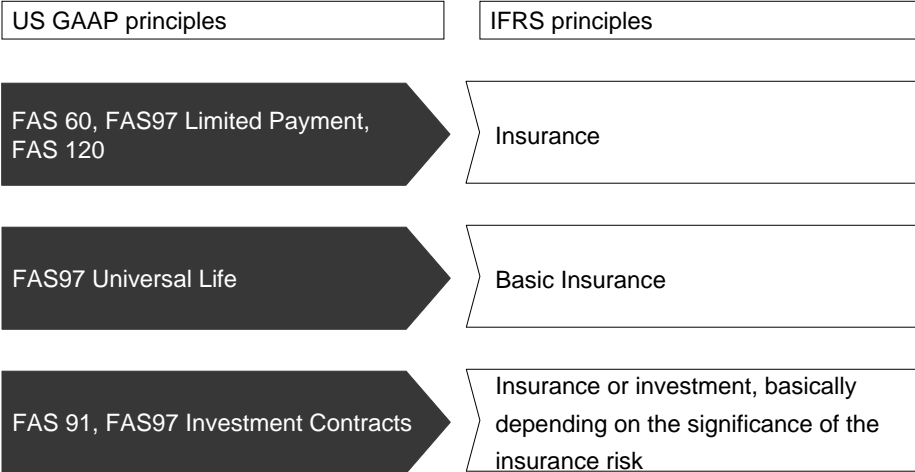 US GAAP principles
IFRS principles
FAS 60, FAS97 Limited Payment,
FAS 120
Insurance
FAS97 Universal Life
Basic Insurance
FAS 91, FAS97 Investment Contracts
Insurance or investment, basically
depending on the significance of the
insurance risk